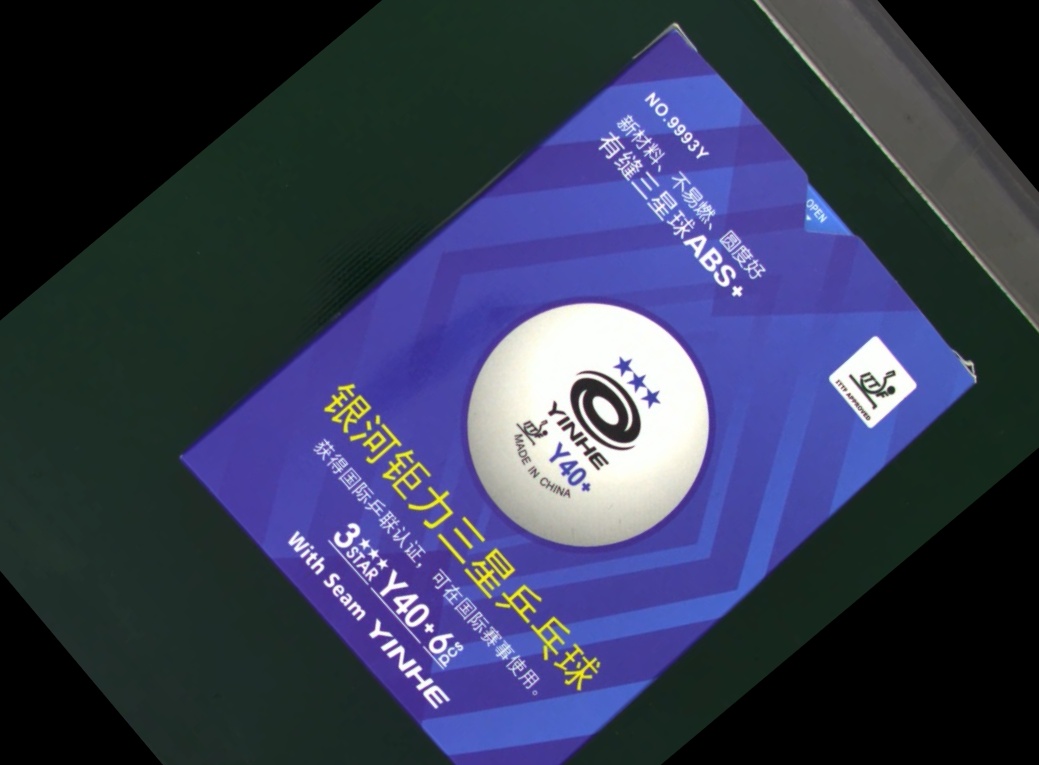 NO.9993Y
新材料、不易燃、圆度好
有缝三星球ABS+
OPEN
ITTF
ITTF APPROVED
YINHE
ITTF
Y40+
MADE IN CHINA
银河钜力三星乒乓球
获得国际乒联认证，可在国际赛事使用。
3 STAR Y40+ 6 PCS
With Seam YINHE